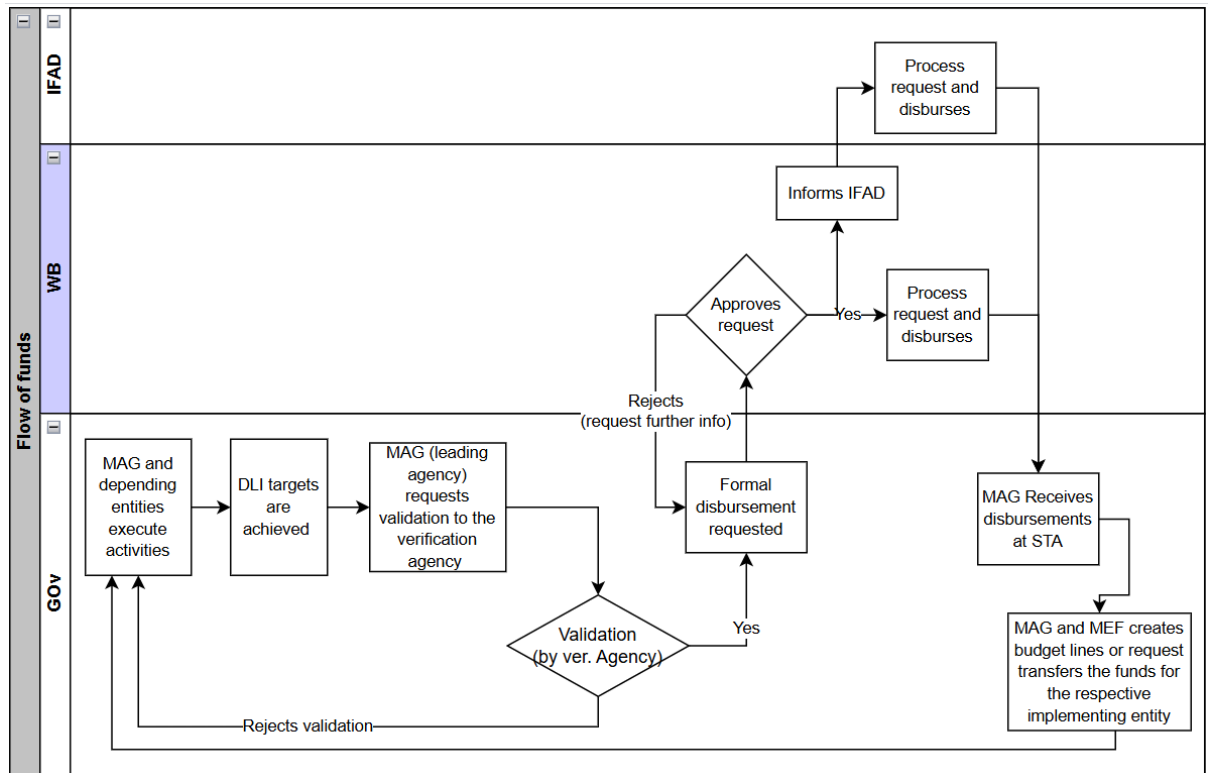 Flow of funds
IFAD
Process
request and
disburses
WB
Informs IFAD
Approves
request
Yes
Process
request and
disburses
Rejects
(request further info)
GOv
MAG and
depending
entities
execute
activities
DLI targets
are
achieved
MAG (leading
agency)
requests
validation to the
verification
agency
Formal
disbursement
requested
MAG Receives
disbursements
at STA
Validation
(by ver. Agency)
Yes
Rejects validation
MAG and MEF creates
budget lines or request
transfers the funds for
the respective
implementing entity